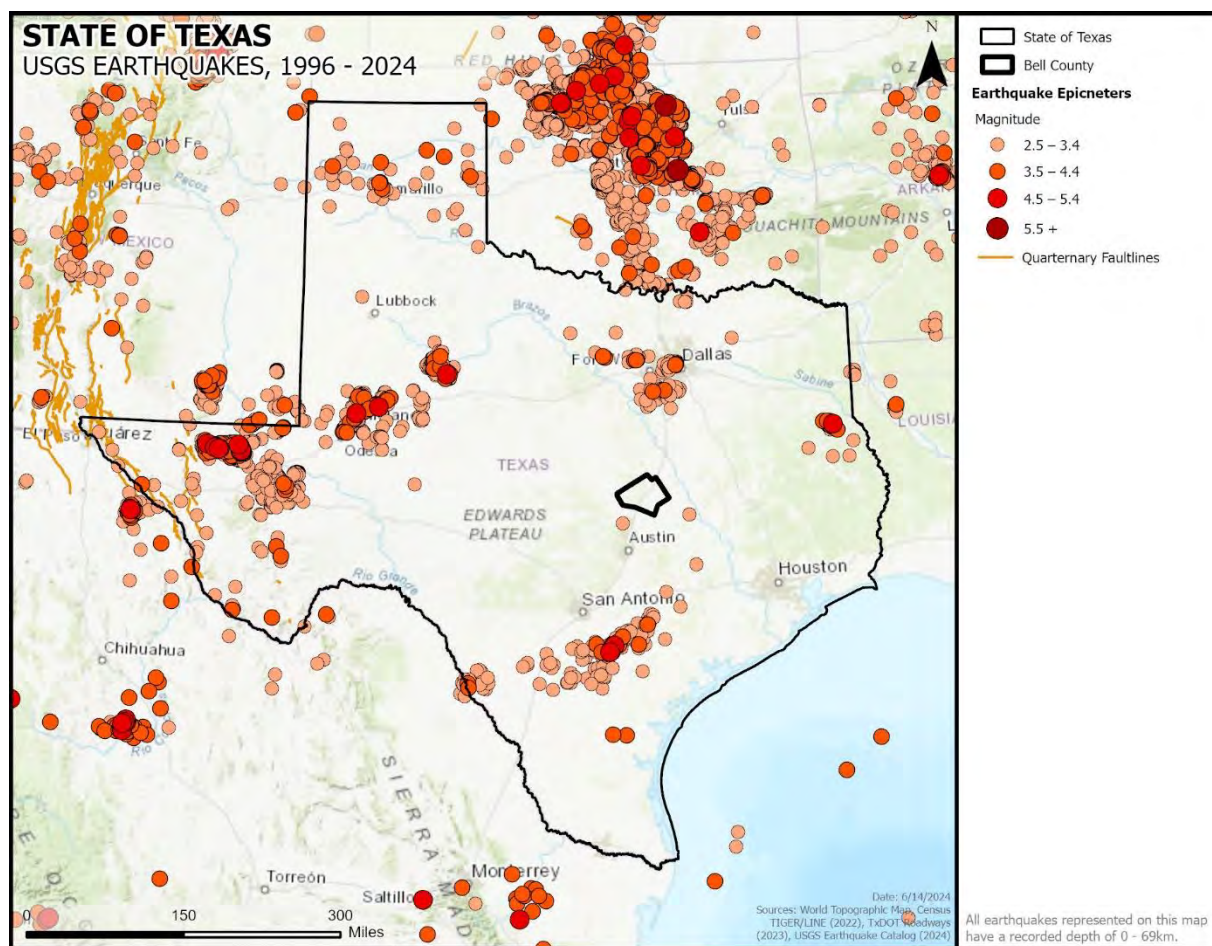 STATE OF TEXAS
USGS EARTHQUAKES, 1996 - 2024
N
State of Texas
Bell County
Earthquake Epicneters
Magnitude
2.5 – 3.4
3.5 – 4.4
4.5 – 5.4
5.5 +
Quarternary Faultlines
RED HILLS
Tulsa
Pecos
MEXICO
OUACHITA MOUNTAINS
Lubbock
Brazos
Dallas
Sabine
TEXAS
EDWARDS
PLATEAU
Austin
Houston
Rio Grande
San Antonio
Chihuahua
SIERRA MAD
Torreón
Saltillo
Monterrey
0 150 300 Miles
Date: 6/14/2024
Sources: World Topographic Map, Census
TIGER/LINE (2022), TxDOT Roadways
(2023), USGS Earthquake Catalog (2024)
All earthquakes represented on this map
have a recorded depth of 0 - 69km.